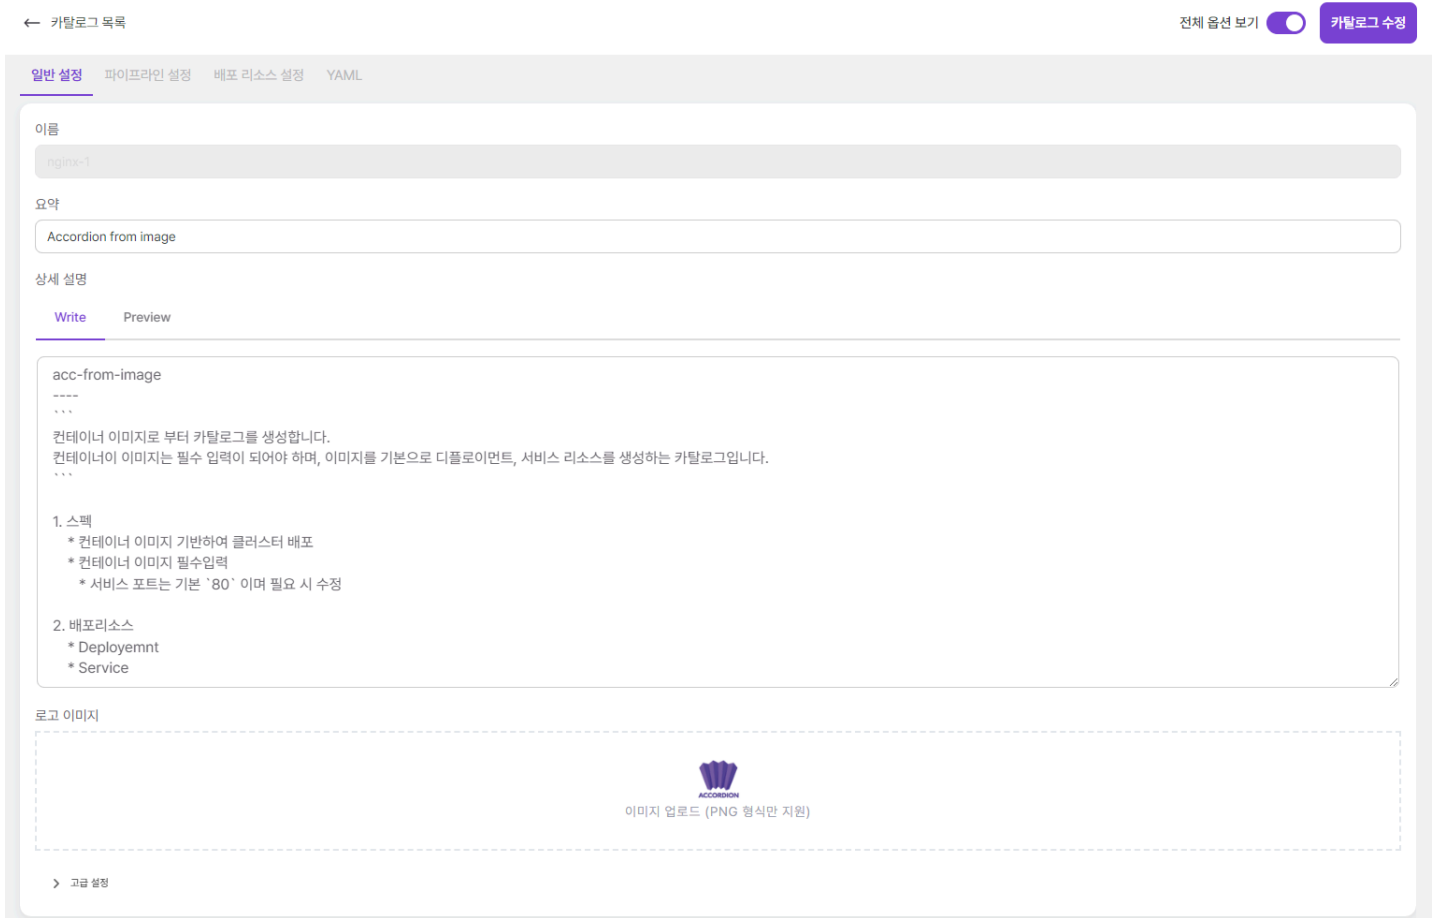 ← 카탈로그 목록
전체 옵션 보기
카탈로그 수정
일반 설정 파이프라인 설정 배포 리소스 설정 YAML
이름
nginx-1
요약
Accordion from image
상세 설명
Write Preview
acc-from-image
----
```
컨테이너 이미지로 부터 카탈로그를 생성합니다.
컨테이너이 이미지는 필수 입력이 되어야 하며, 이미지를 기본으로 디플로이먼트, 서비스 리소스를 생성하는 카탈로그입니다.
```
1. 스펙
* 컨테이너 이미지 기반하여 클러스터 배포
* 컨테이너 이미지 필수입력
* 서비스 포트는 기본 `80` 이며 필요 시 수정
2. 배포리소스
* Deployemnt
* Service
로고 이미지
ACCORDION
이미지 업로드 (PNG 형식만 지원)
고급 설정